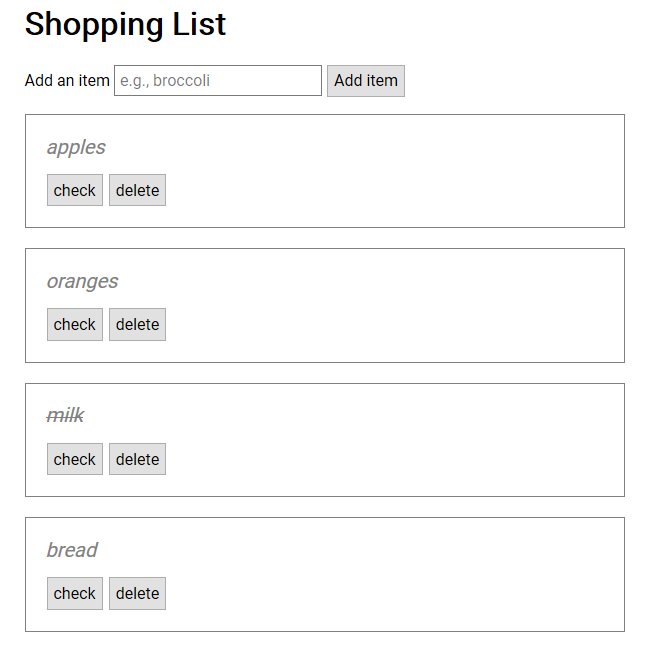 Shopping List
Add an item e.g., broccoli Add item
apples
check delete
oranges
check delete
milk
check delete
bread
check delete